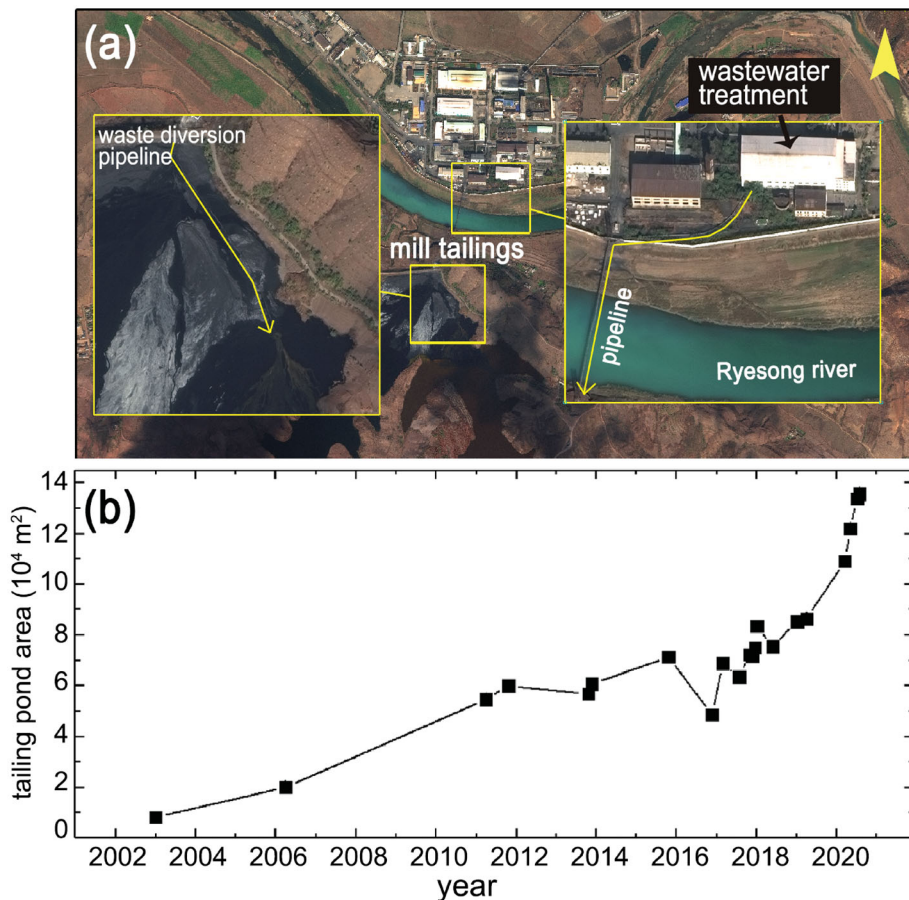 (a)
wastewater
treatment
waste diversion
pipeline
mill tailings
pipeline
Ryesong river
(b)
tailing pond area (10⁴ m²)
14
12
10
8
6
4
2
0
2002 2004 2006 2008 2010 2012 2014 2016 2018 2020
year